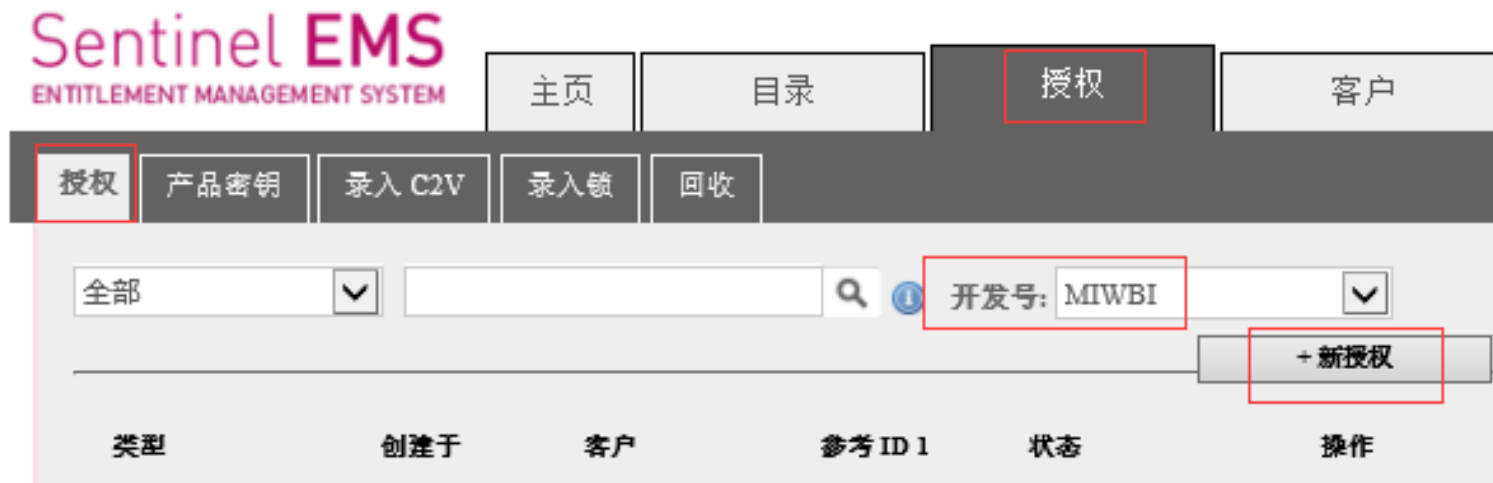 Sentinel EMS
ENTITLEMENT MANAGEMENT SYSTEM
主页 目录 授权 客户
授权 产品密钥 录入 C2V 录入锁 回收
全部 开发号: MIWBI
+ 新授权
类型 创建于 客户 参考 ID 1 状态 操作